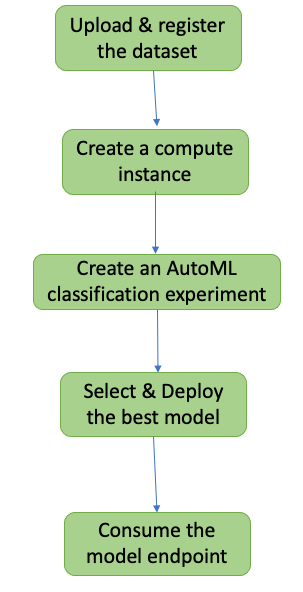 Upload & register
the dataset
Create a compute
instance
Create an AutoML
classification experiment
Select & Deploy
the best model
Consume the
model endpoint